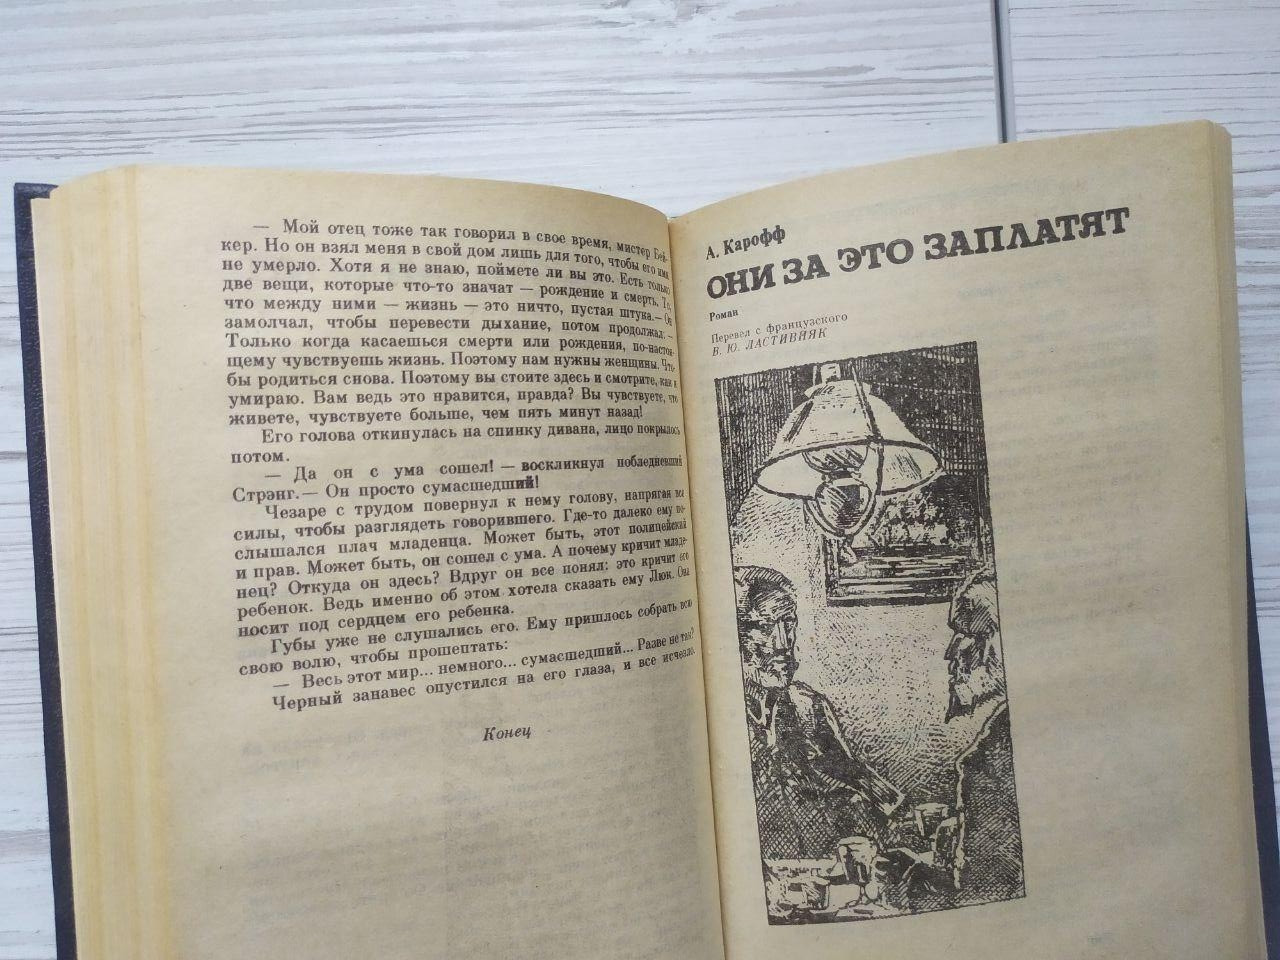 — Мой отец тоже так говорил в свое время, мистер Бей-
кер. Но он взял меня в свой дом лишь для того, чтобы его имя
не умерло. Хотя я не знаю, поймете ли вы это. Есть только
две вещи, которые что-то значат — рождение и смерть. То,
что между ними — жизнь — это ничто, пустая штука.— Он
замолчал, чтобы перевести дыхание, потом продолжал: —
Только когда касаешься смерти или рождения, по-настоя-
щему чувствуешь жизнь. Поэтому нам нужны женщины. Что-
бы родиться снова. Поэтому вы стоите здесь и смотрите, как я
умираю. Вам ведь это нравится, правда? Вы чувствуете, что
живете, чувствуете больше, чем пять минут назад!
Его голова откинулась на спинку дивана, лицо покрылось
потом.
— Да он с ума сошел! — воскликнул побледневший
Стрэнг.— Он просто сумасшедший!
Чезаре с трудом повернул к нему голову, напрягая все
силы, чтобы разглядеть говорившего. Где-то далеко ему по-
слышался плач младенца. Может быть, этот полицейский
и прав. Может быть, он сошел с ума. А почему кричит младе-
нец? Откуда он здесь? Вдруг он все понял: это кричит его
ребенок. Ведь именно об этом хотела сказать ему Люк. Она
носит под сердцем его ребенка.
Губы уже не слушались его. Ему пришлось собрать всю
свою волю, чтобы прошептать:
— Весь этот мир... немного... сумасшедший... Разве не так?
Черный занавес опустился на его глаза, и все исчезло.
Конец
А. Карофф
ОНИ ЗА ЭТО ЗАПЛАТЯТ
Роман
Перевел с французского
В. Ю. ЛАСТИВНЯК